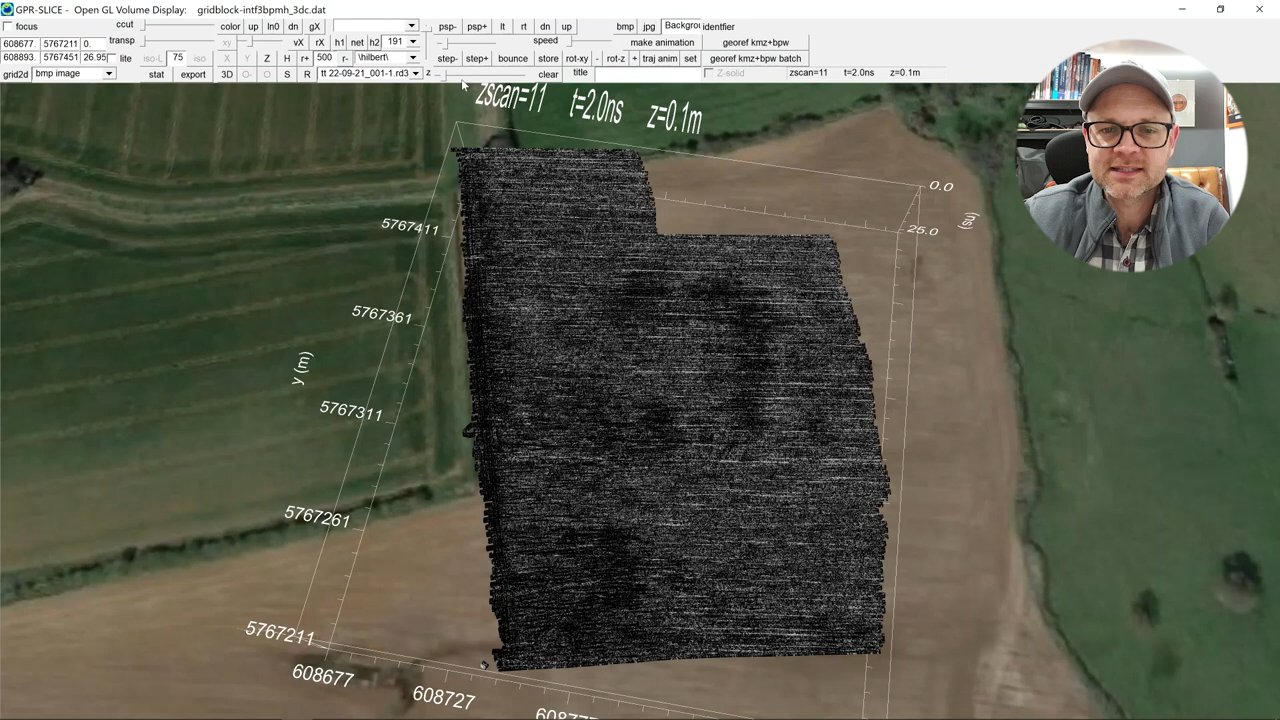 GPR-SLICE - Open GL Volume Display: gridblock-intf3bpmh_3dc.dat
focus ccut color up ln0 dn gX psp- psp+ lt rt dn up bmp jpg Backgrou identifier
608677. 5767211 0. transp xy vX rX h1 net h2 191 speed make animation georef kmz+bpw
608893. 5767451 26.95 lite iso-L 75 iso X Y Z H r+ 500 r- \hilbert\ step- step+ bounce store rot-xy - rot-z + traj anim set georef kmz+bpw batch
grid2d bmp image stat export 3D O- O S R tt 22-09-21_001-1.rd3 z clear title Z-solid zscan=11 t=2.0ns z=0.1m
zscan=11 t=2.0ns z=0.1m
0.0
25.0
(ns)
5767411
5767361
y (m)
5767311
5767261
5767211
608677
608727